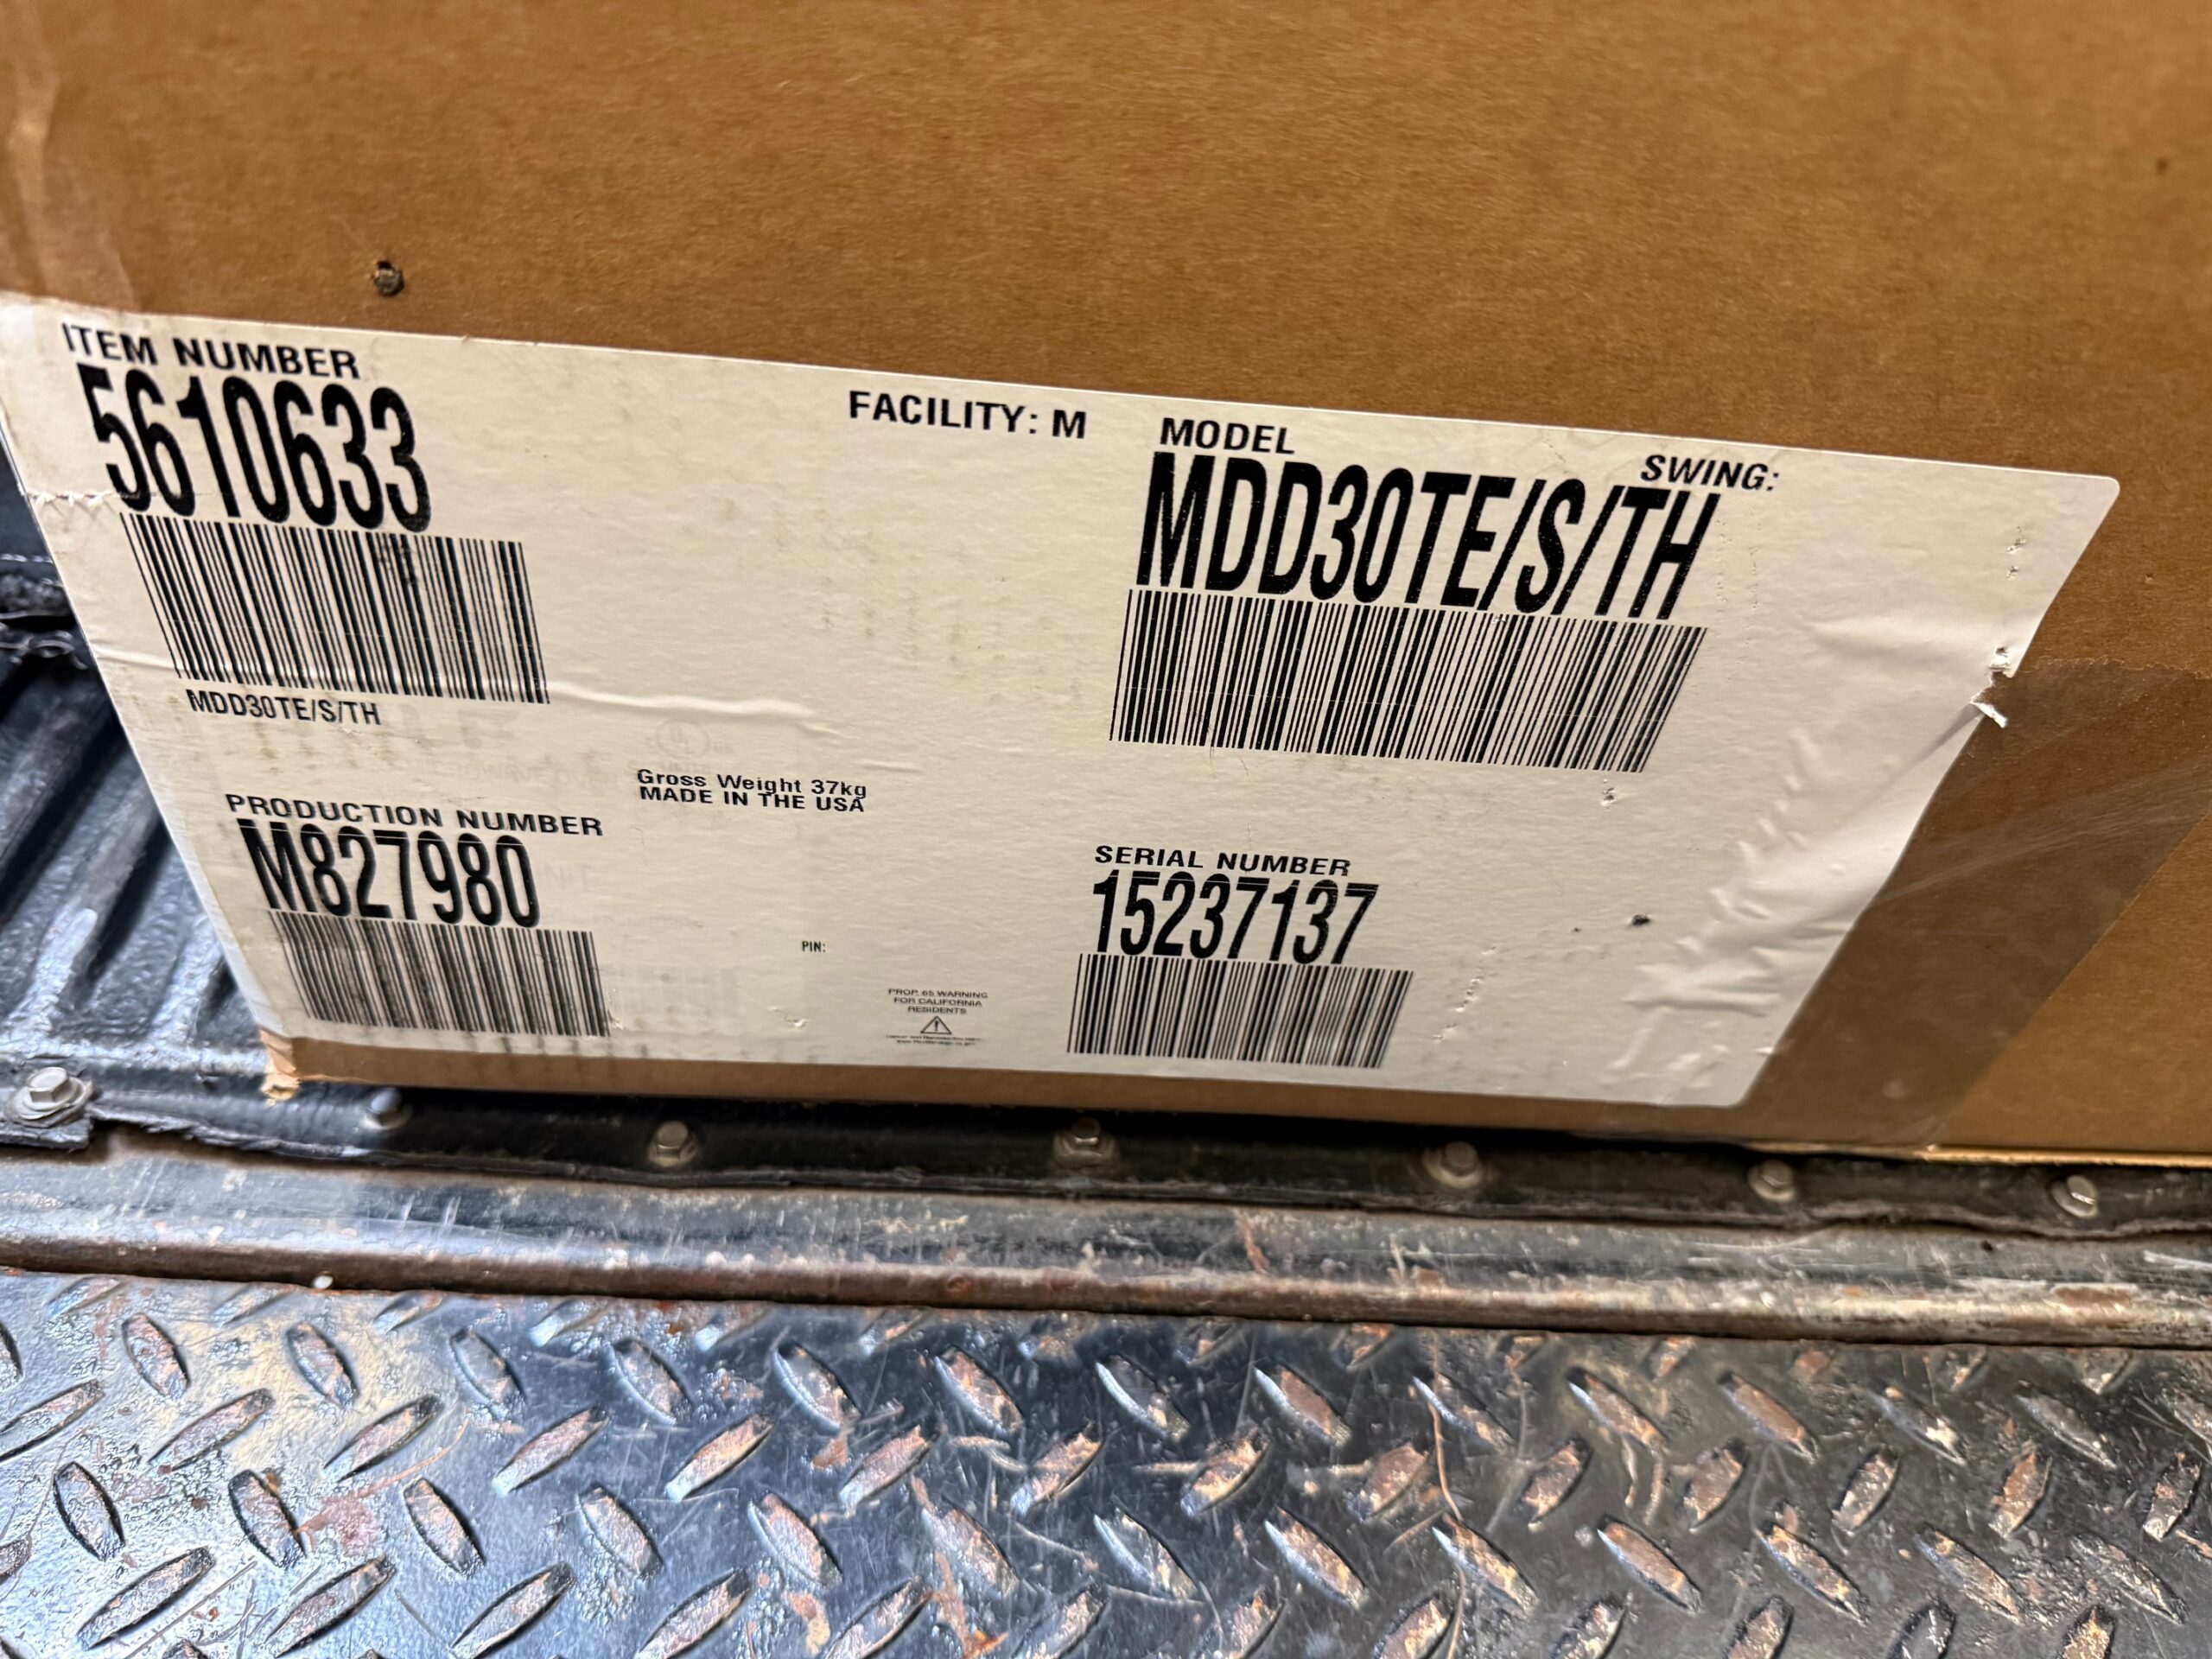 ITEM NUMBER
5610633
MDD30TE/S/TH
FACILITY: M
MODEL
SWING:
MDD30TE/S/TH
Gross Weight 37kg
MADE IN THE USA
PRODUCTION NUMBER
M827980
PIN:
PROP. 65 WARNING
FOR CALIFORNIA
RESIDENTS
SERIAL NUMBER
15237137